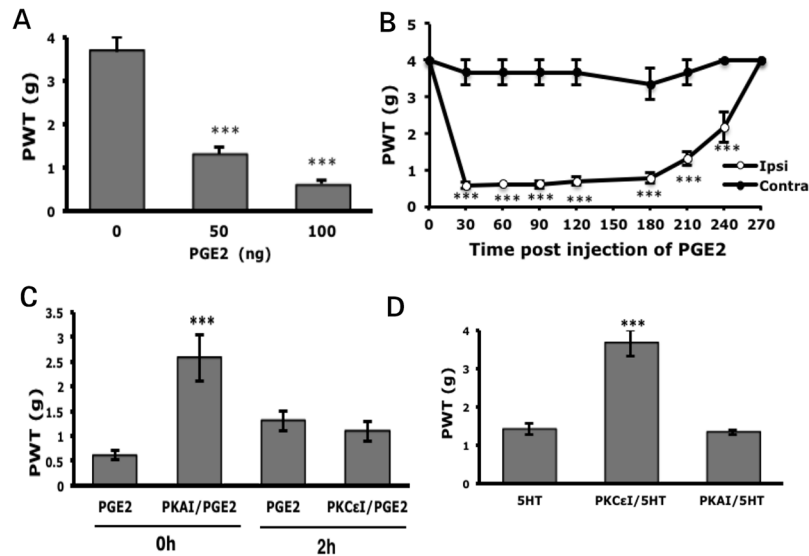 A
PWT (g)
4
3
2
1
0
***
***
0 50 100
PGE2 (ng)
B
PWT (g)
5
4
3
2
1
0
*** *** *** *** *** *** ***
Ipsi
Contra
0 30 60 90 120 150 180 210 240 270
Time post injection of PGE2
C
PWT (g)
3.5
3
2.5
2
1.5
1
0.5
0
***
PGE2 PKAI/PGE2 PGE2 PKCεI/PGE2
0h 2h
D
PWT (g)
4
3
2
1
0
***
5HT PKCεI/5HT PKAI/5HT